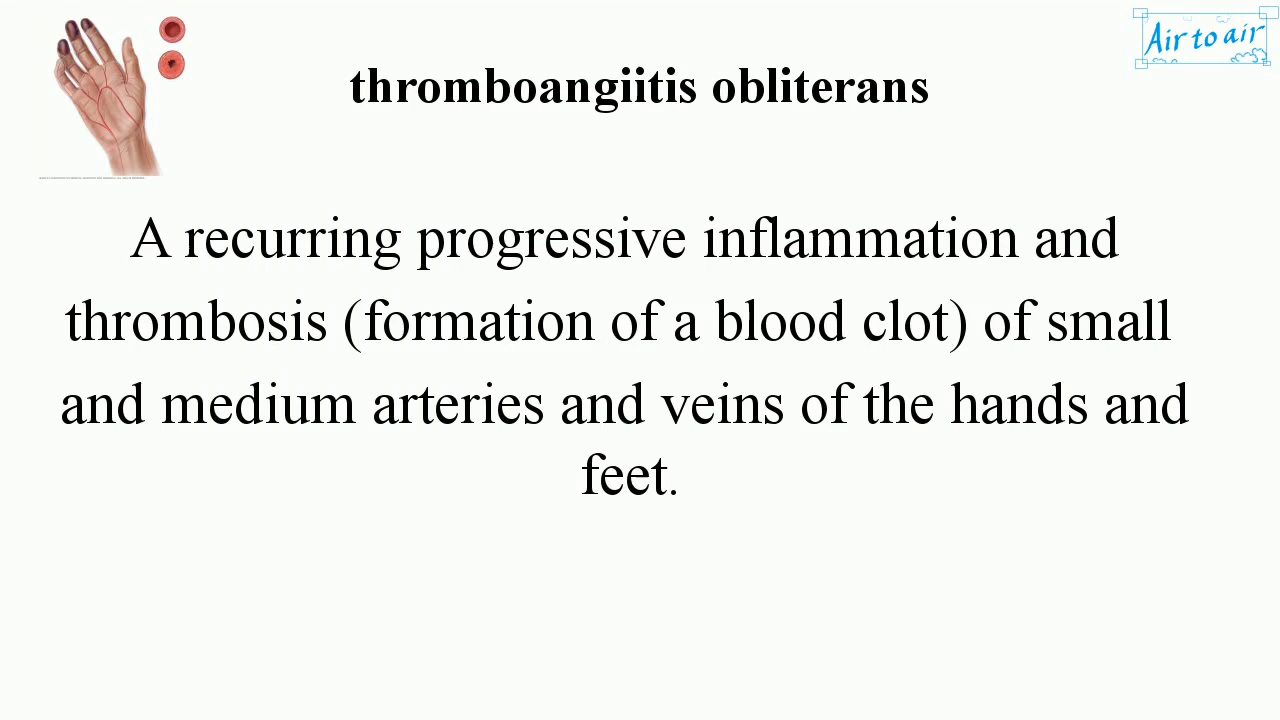 Air to air
thromboangiitis obliterans
A recurring progressive inflammation and
thrombosis (formation of a blood clot) of small
and medium arteries and veins of the hands and
feet.